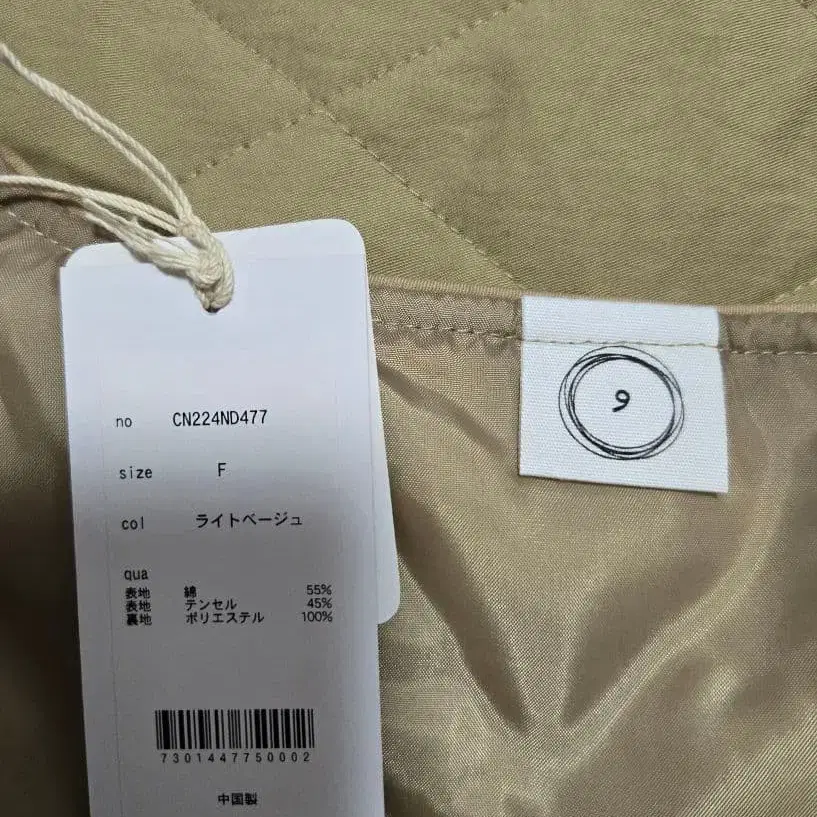 no CN224ND477
size F
col ライトベージュ
qua
表地 綿 55%
表地 テンセル 45%
裏地 ポリエステル 100%
7301447750002
中国製
9